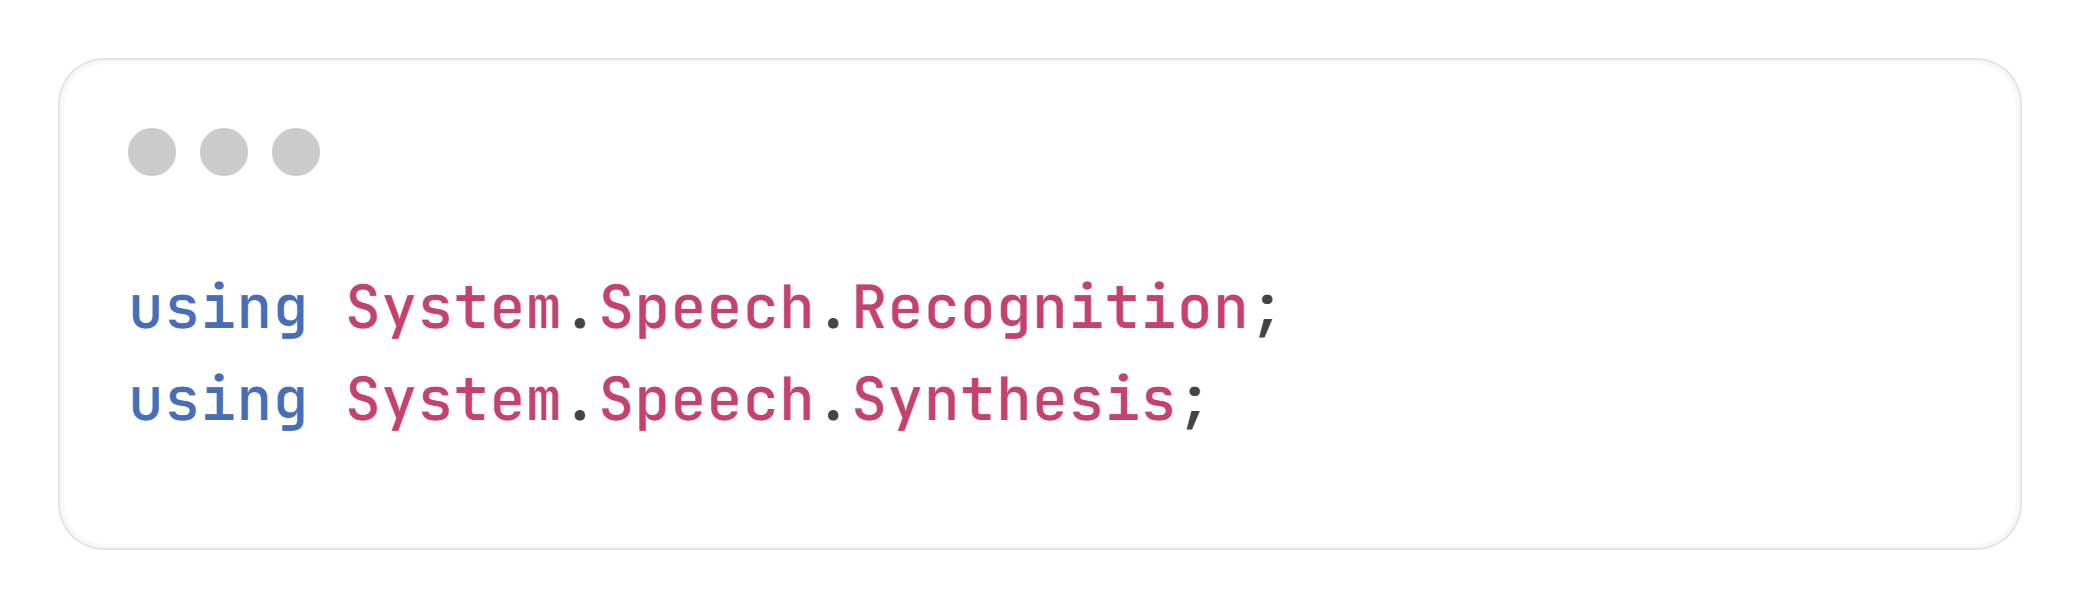 using System.Speech.Recognition;
using System.Speech.Synthesis;